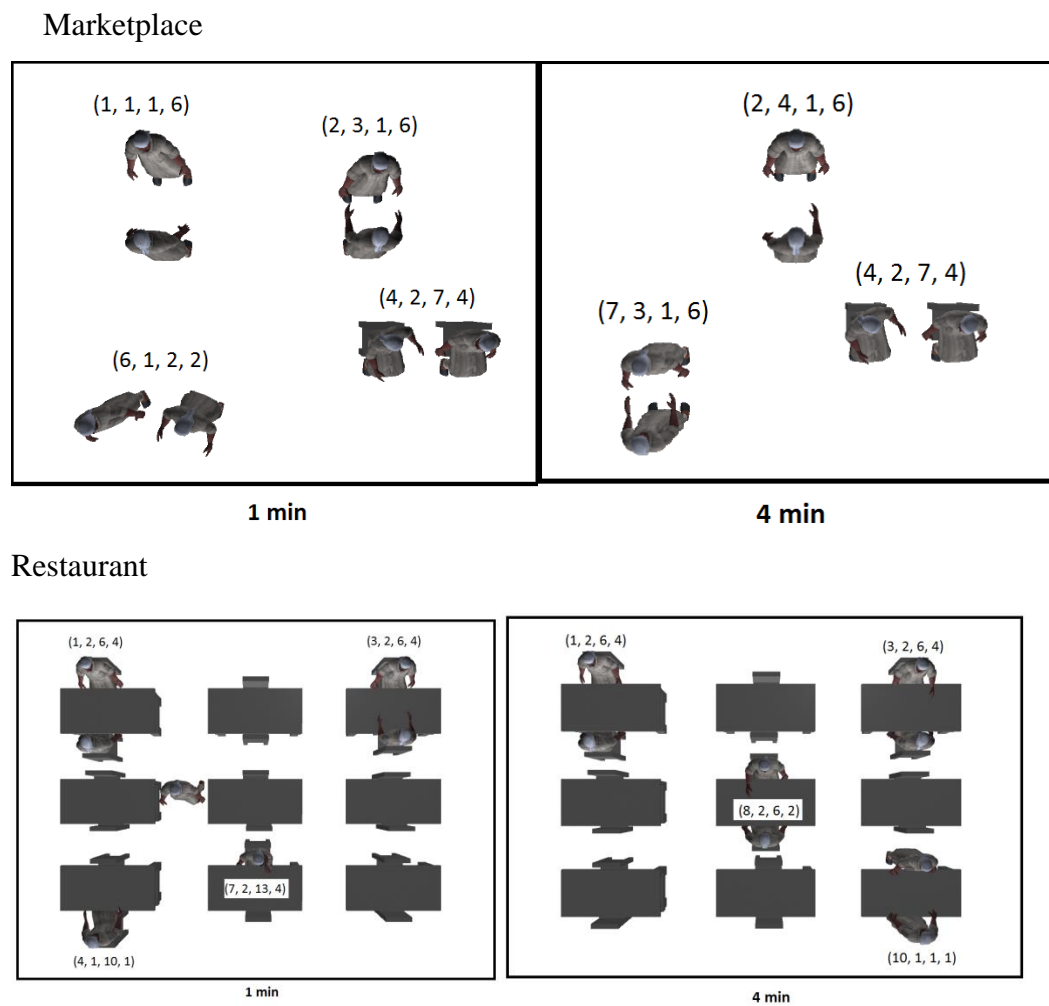 Marketplace
(1, 1, 1, 6)
(2, 3, 1, 6)
(4, 2, 7, 4)
(6, 1, 2, 2)
1 min
(2, 4, 1, 6)
(4, 2, 7, 4)
(7, 3, 1, 6)
4 min
Restaurant
(1, 2, 6, 4)
(3, 2, 6, 4)
(7, 2, 13, 4)
(4, 1, 10, 1)
1 min
(1, 2, 6, 4)
(3, 2, 6, 4)
(8, 2, 6, 2)
(10, 1, 1, 1)
4 min